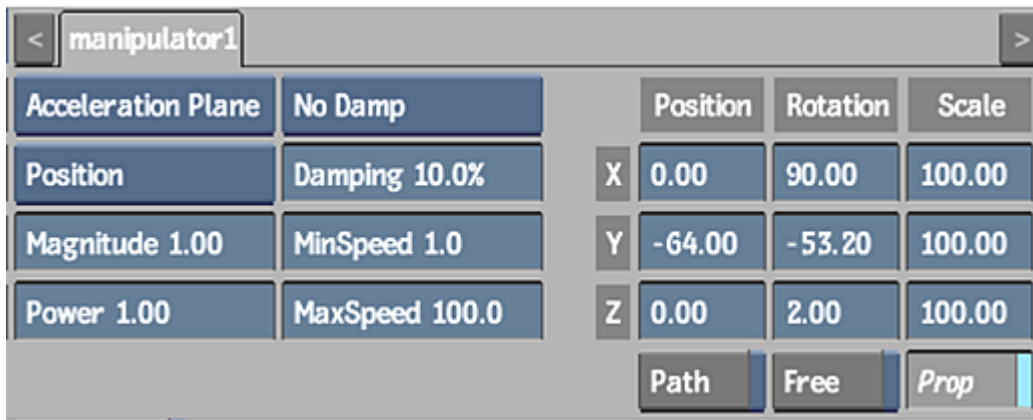 < manipulator1 >
Acceleration Plane No Damp Position Rotation Scale
Position Damping 10.0% X 0.00 90.00 100.00
Magnitude 1.00 MinSpeed 1.0 Y -64.00 -53.20 100.00
Power 1.00 MaxSpeed 100.0 Z 0.00 2.00 100.00
Path Free Prop